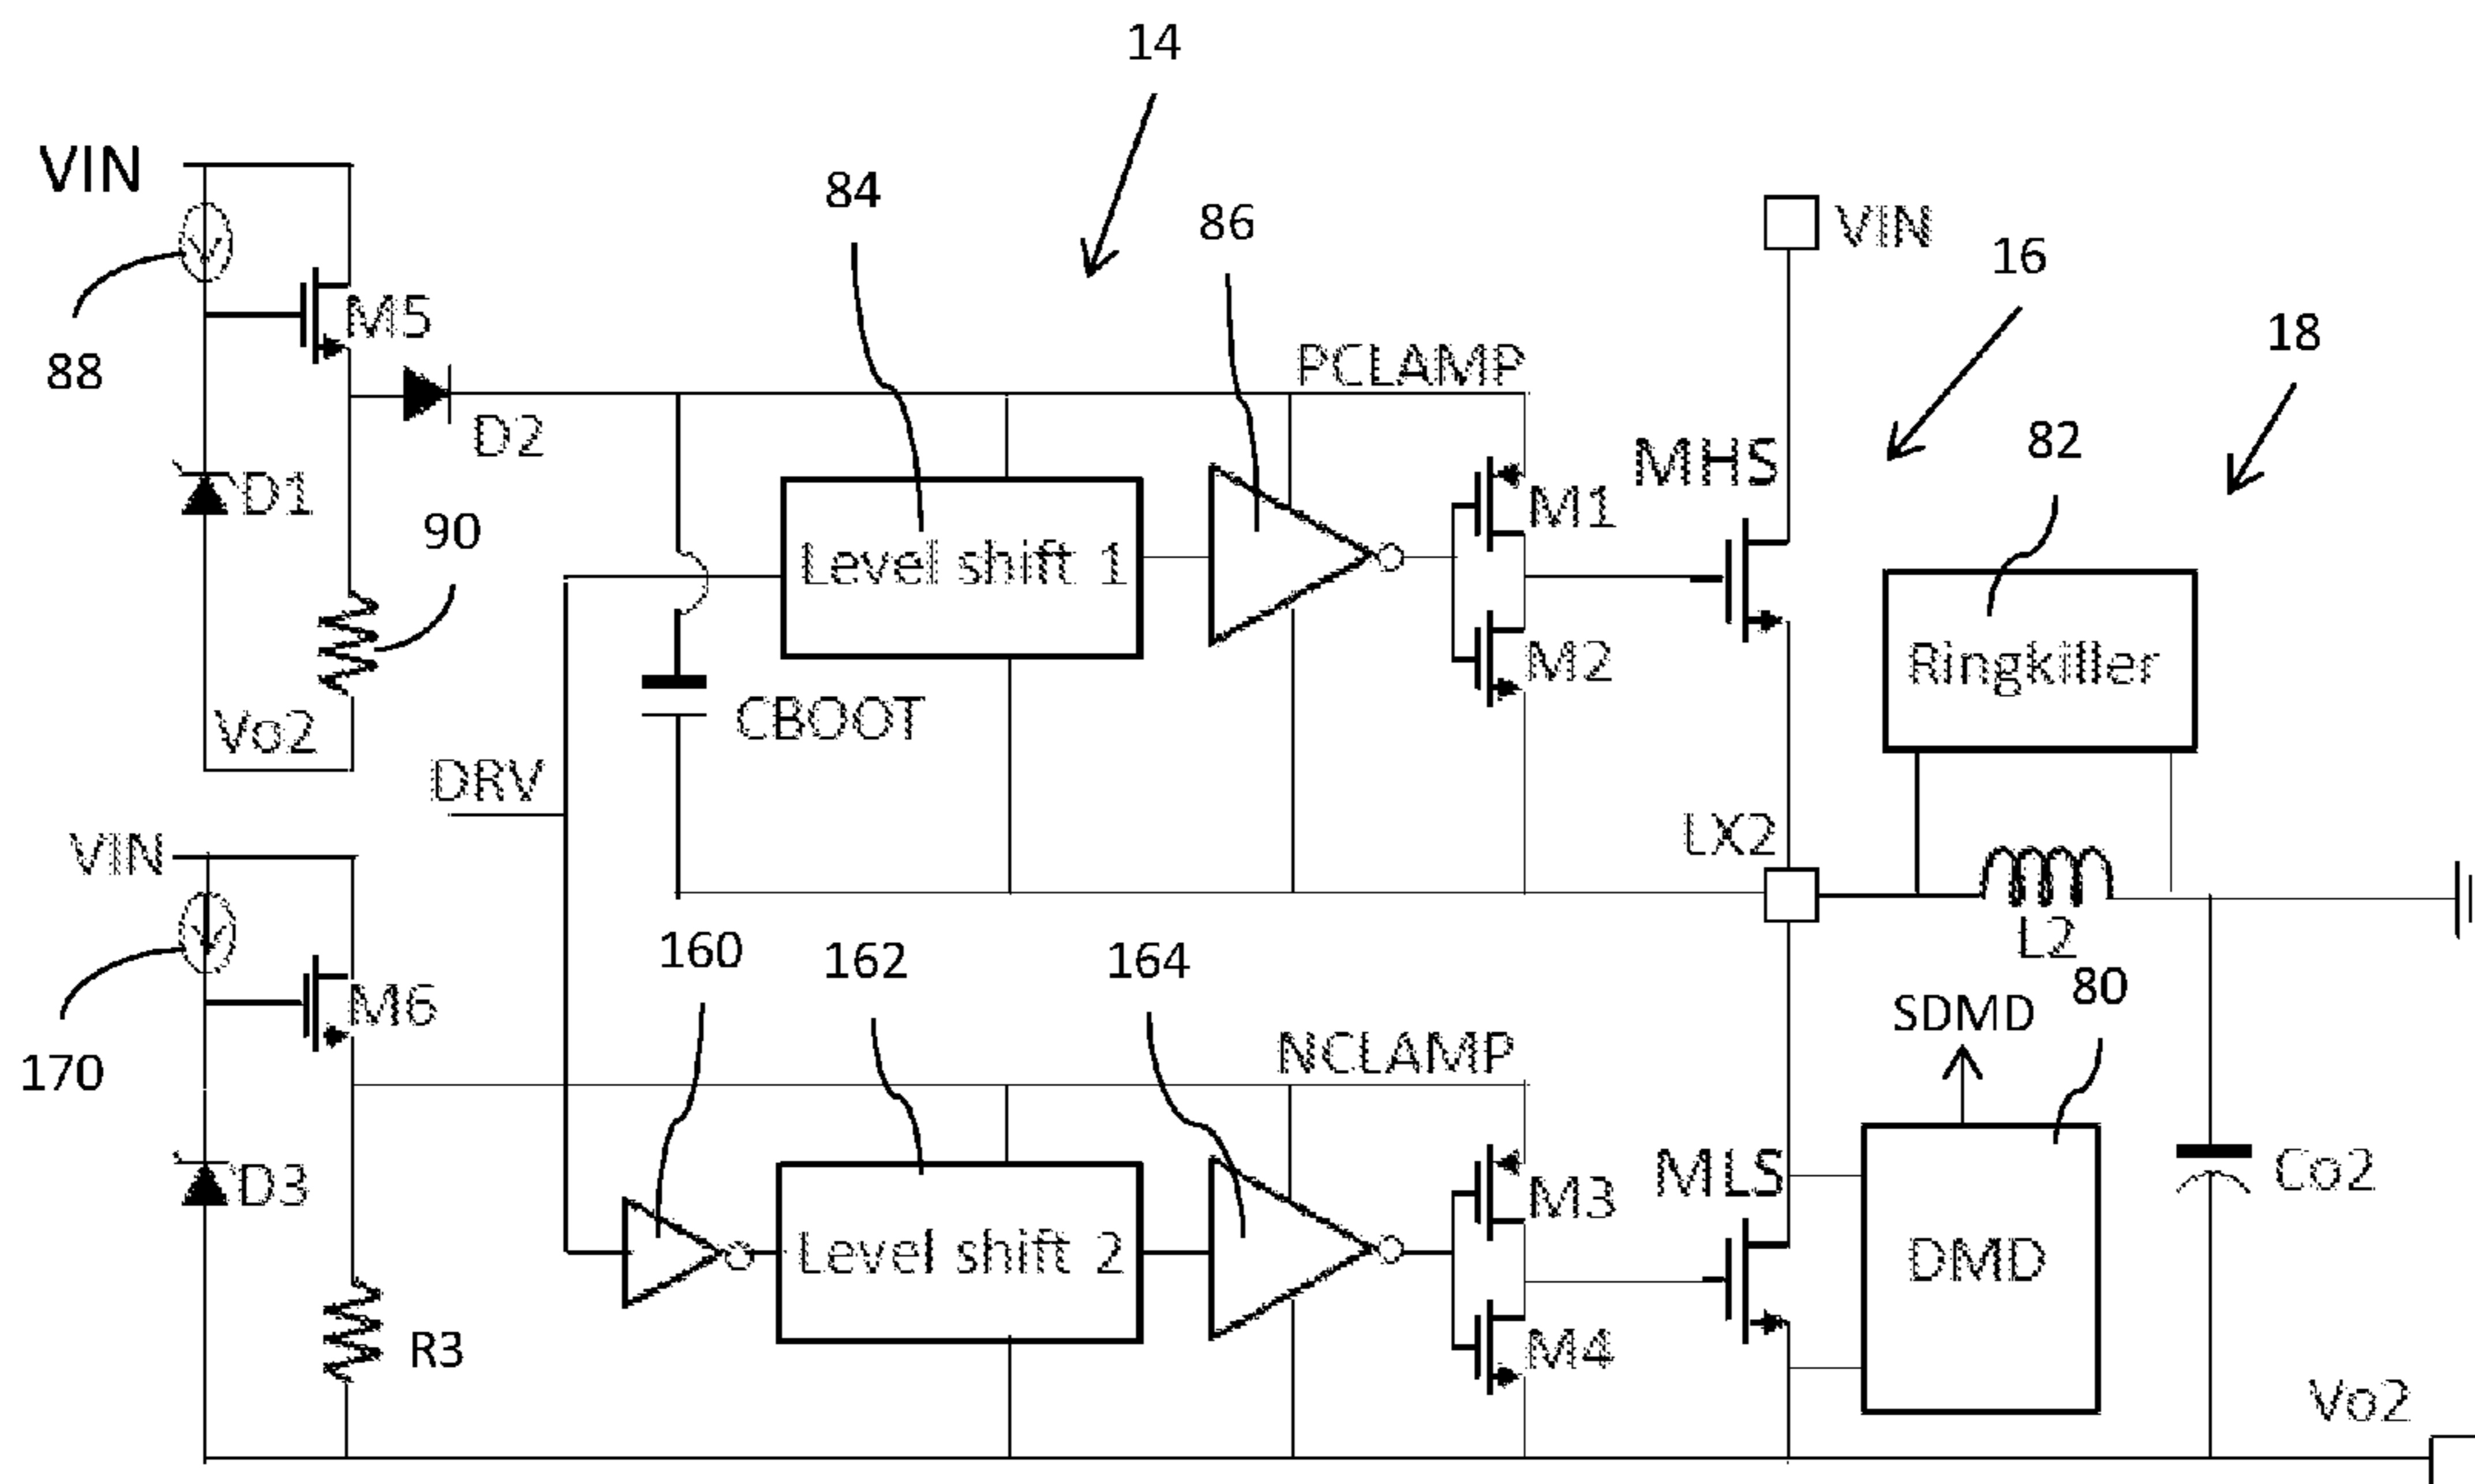 14
VIN
84
86
VIN
16
M5
88
PCLAMP
18
D2
MHS
82
D1
90
Level shift 1
M1
M2
Ringkiller
Vo2
CBOOT
DRV
VIN
LX2
160
162
164
L2
M6
SDMD
80
170
NCLAMP
D3
MLS
M3
Co2
Level shift 2
DMD
R3
M4
Vo2